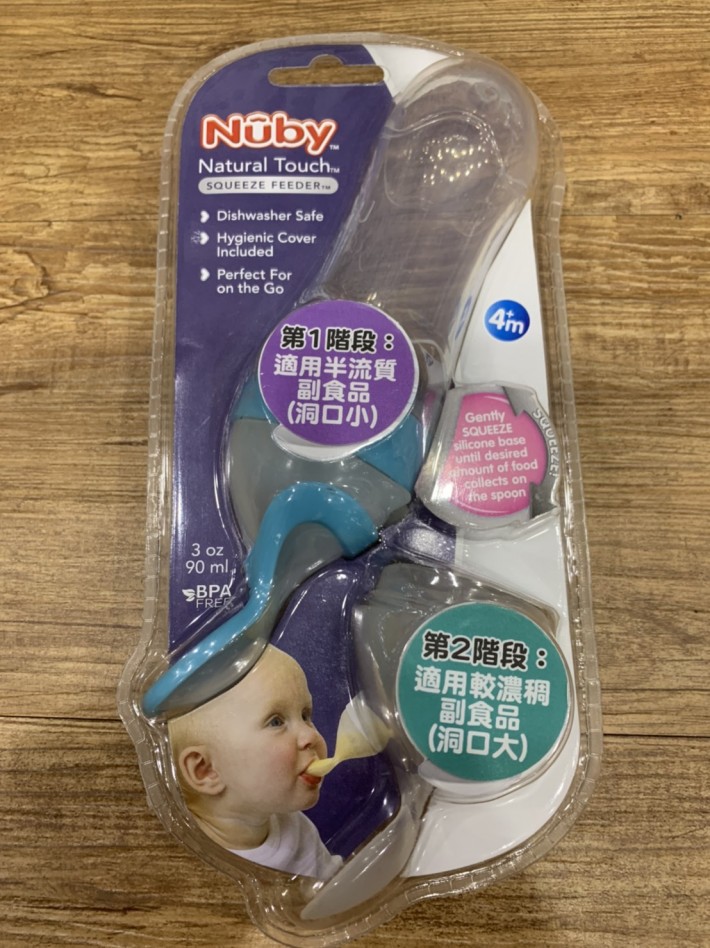 Nûby™
Natural Touch™
SQUEEZE FEEDER™
Dishwasher Safe
Hygienic Cover
Included
Perfect For
on the Go
4m+
第1階段：
適用半流質
副食品
(洞口小)
Gently
SQUEEZE
silicone base
until desired
amount of food
collects on
the spoon
SQUEEZE!
3 oz
90 ml
BPA
FREE
第2階段：
適用較濃稠
副食品
(洞口大)